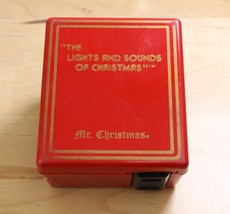 "THE
LIGHTS AND SOUNDS
OF CHRISTMAS"™
Mr. Christmas®